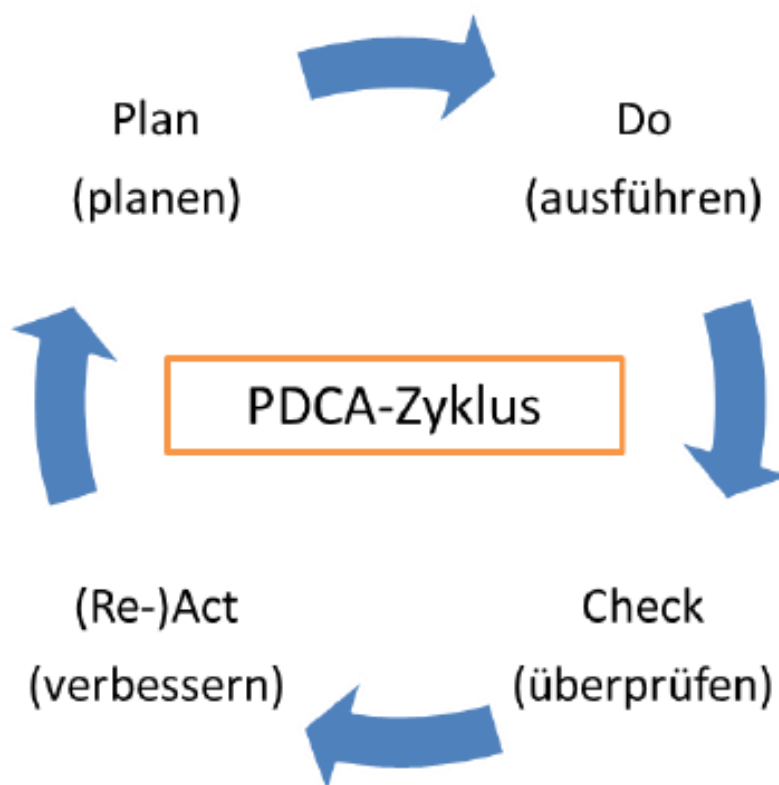 Plan
(planen)
Do
(ausführen)
PDCA-Zyklus
(Re-)Act
(verbessern)
Check
(überprüfen)